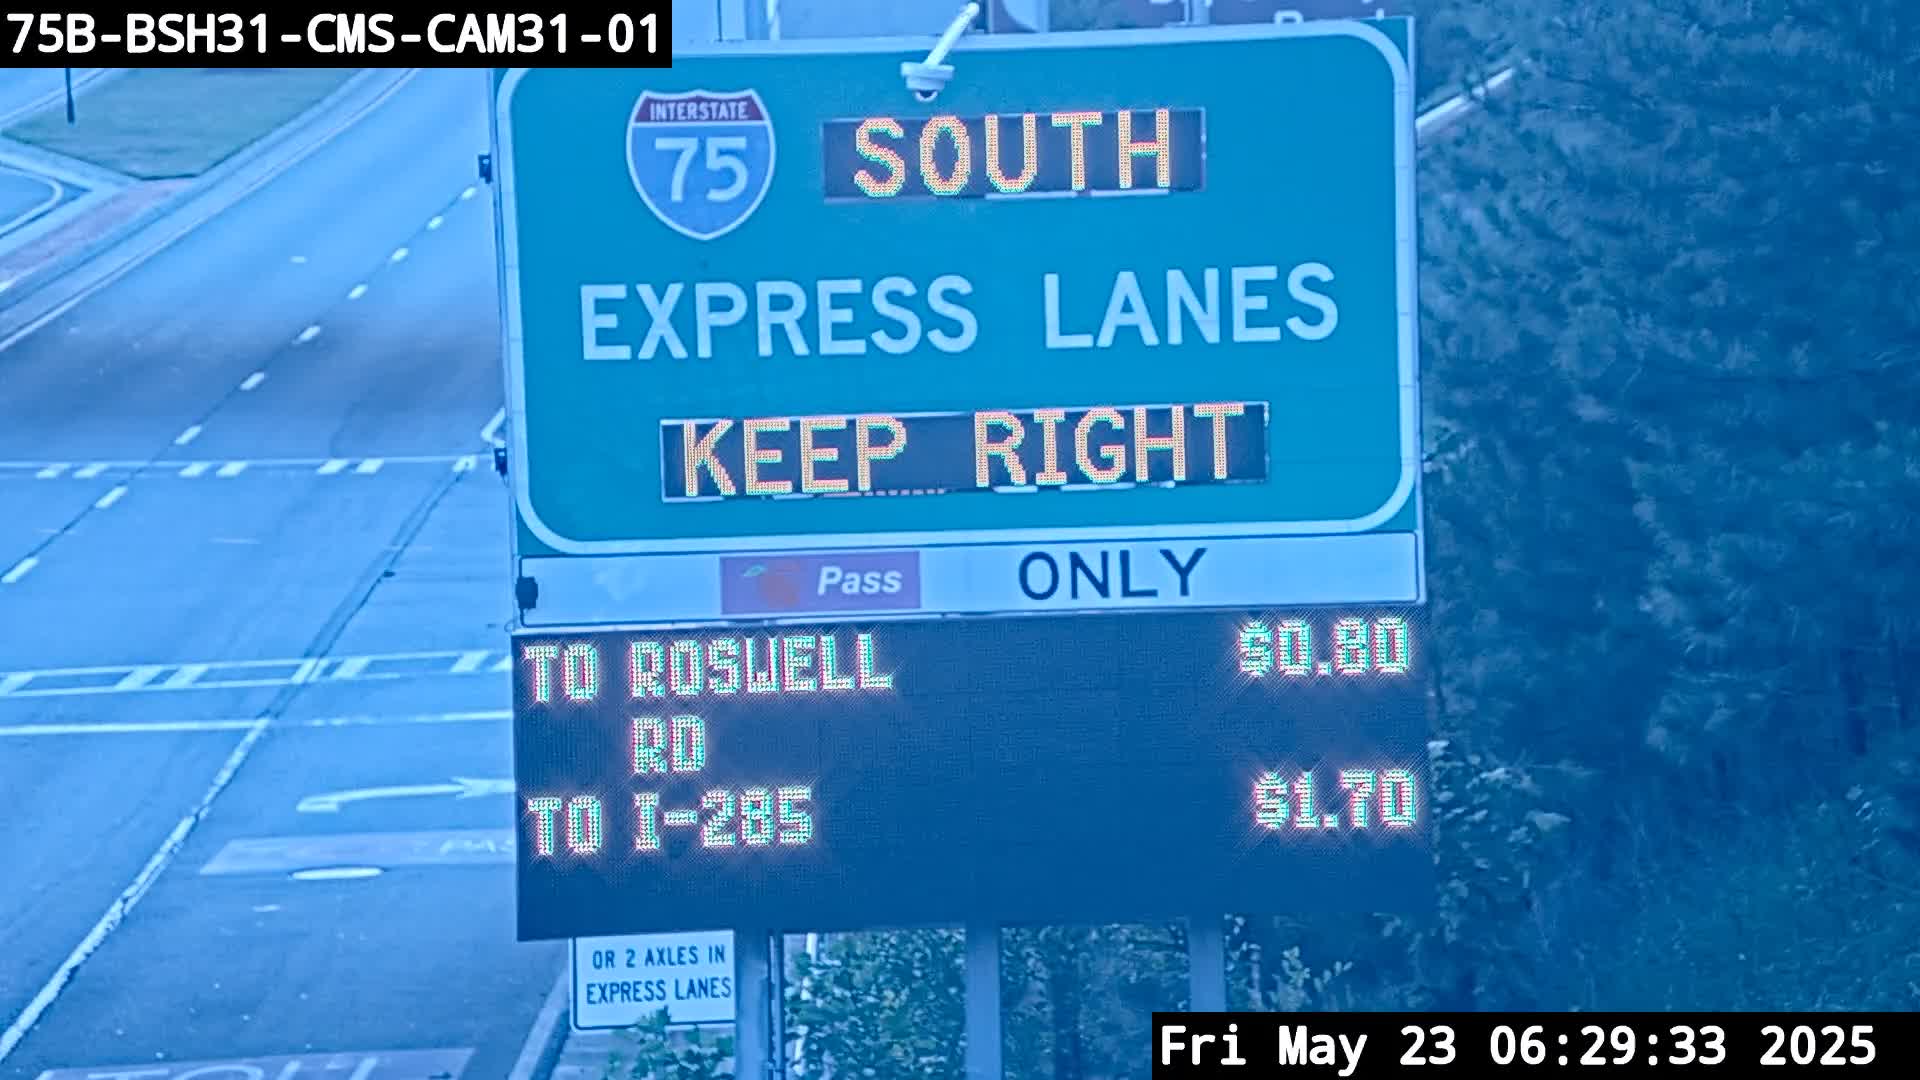 75B-BSH31-CMS-CAM31-01
INTERSTATE
75
SOUTH
EXPRESS LANES
KEEP RIGHT
Pass ONLY
TO ROSWELL $0.80
RD
TO I-285 $1.70
OR 2 AXLES IN
EXPRESS LANES
Fri May 23 06:29:33 2025